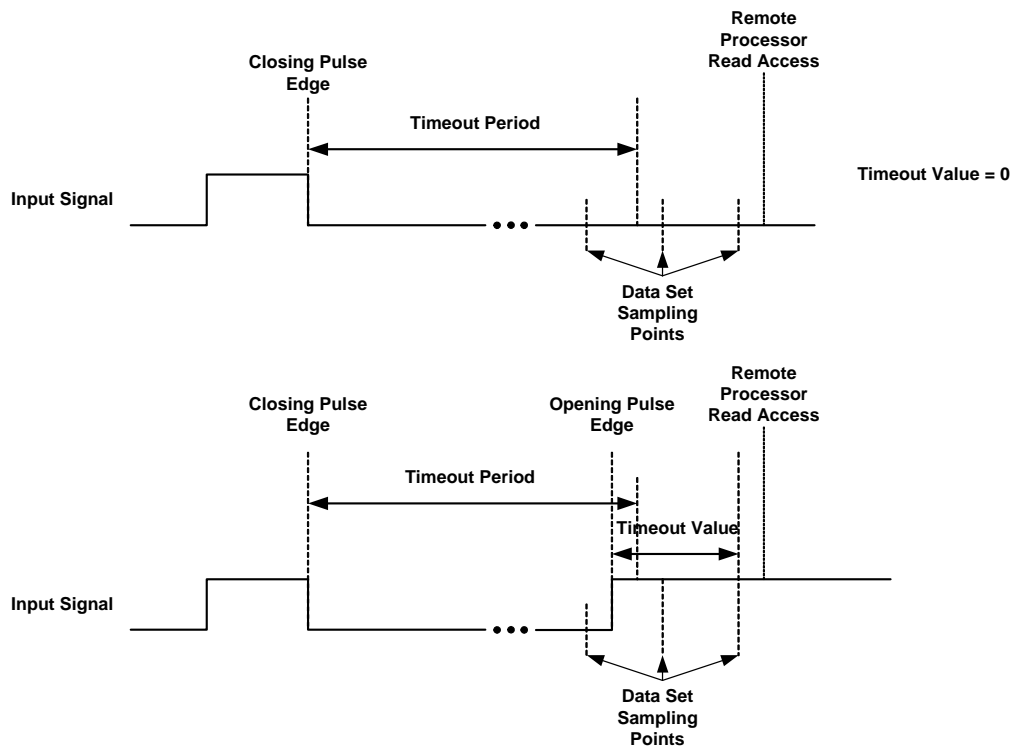 Remote
Processor
Read Access
Closing Pulse
Edge
Timeout Period
Timeout Value = 0
Input Signal
Data Set
Sampling
Points
Remote
Processor
Read Access
Closing Pulse
Edge
Opening Pulse
Edge
Timeout Period
Timeout Value
Input Signal
Data Set
Sampling
Points